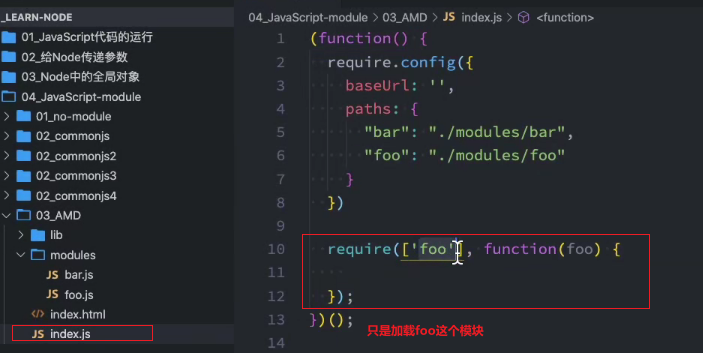 _LEARN-NODE
01_JavaScript代码的运行
02_给Node传递参数
03_Node中的全局对象
04_JavaScript-module
01_no-module
02_commonjs
02_commonjs2
02_commonjs3
02_commonjs4
03_AMD
lib
modules
JS bar.js
JS foo.js
<> index.html
JS index.js
04_JavaScript-module > 03_AMD > JS index.js > <function>
1 (function() {
2 require.config({
3 baseUrl: '',
4 paths: {
5 "bar": "./modules/bar",
6 "foo": "./modules/foo"
7 }
8 })
9
10 require(['foo'], function(foo) {
11
12 });
13 })();
14
只是加载foo这个模块